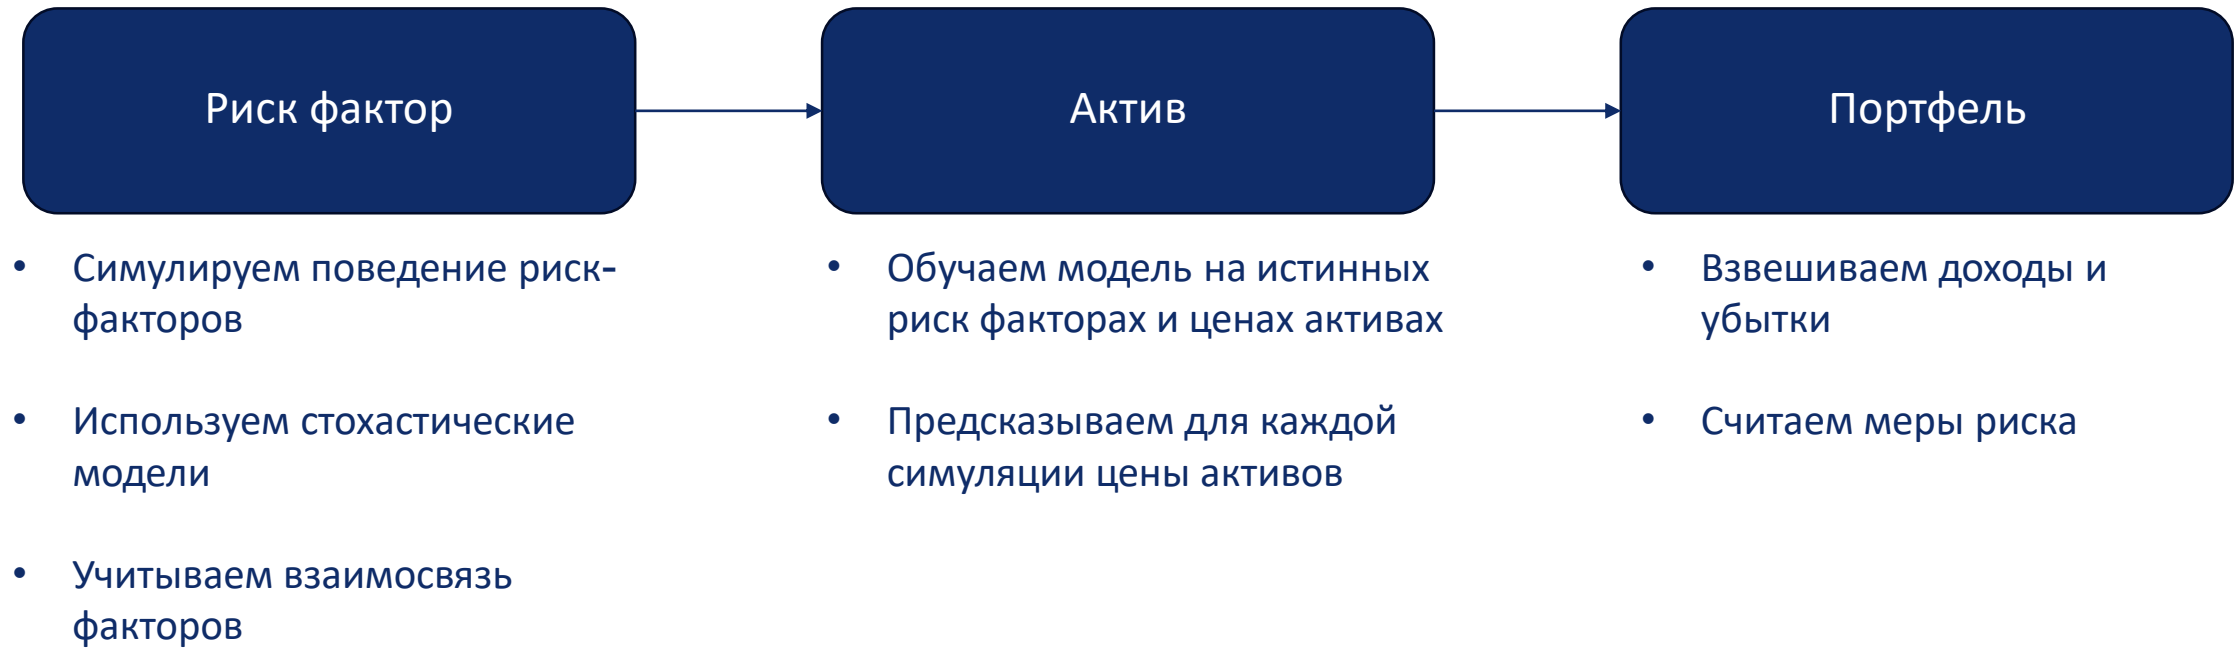 Риск фактор
Актив
Портфель
• Симулируем поведение риск-
факторов
• Используем стохастические
модели
• Учитываем взаимосвязь
факторов
• Обучаем модель на истинных
риск факторах и ценах активах
• Предсказываем для каждой
симуляции цены активов
• Взвешиваем доходы и
убытки
• Считаем меры риска